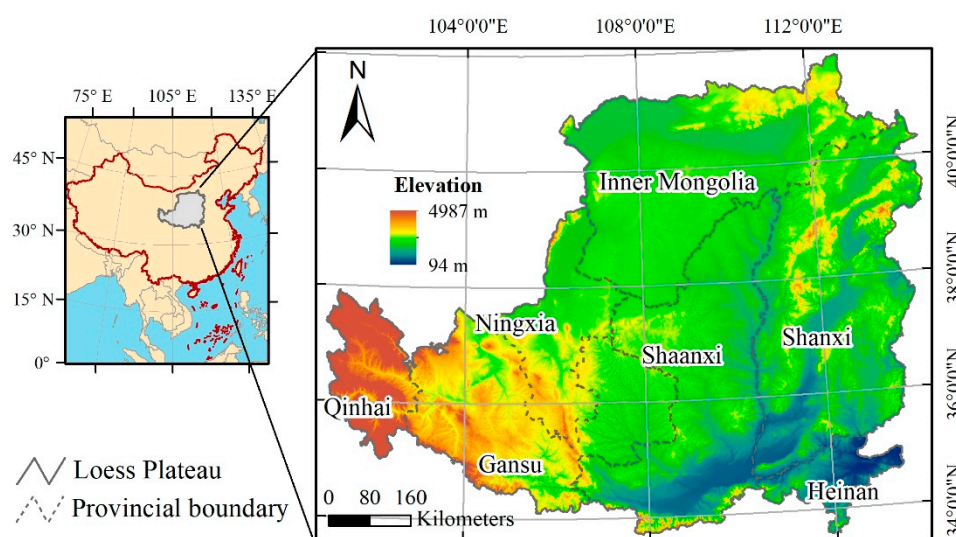 104°0'0"E
108°0'0"E
112°0'0"E
75° E
105° E
135° E
45° N
30° N
15° N
0°
N
Elevation
4987 m
94 m
Inner Mongolia
Ningxia
Shaanxi
Shanxi
Qinhai
Gansu
Heinan
40°0'0"N
38°0'0"N
36°0'0"N
34°0'0"N
Loess Plateau
Provincial boundary
0 40 80 160
Kilometers